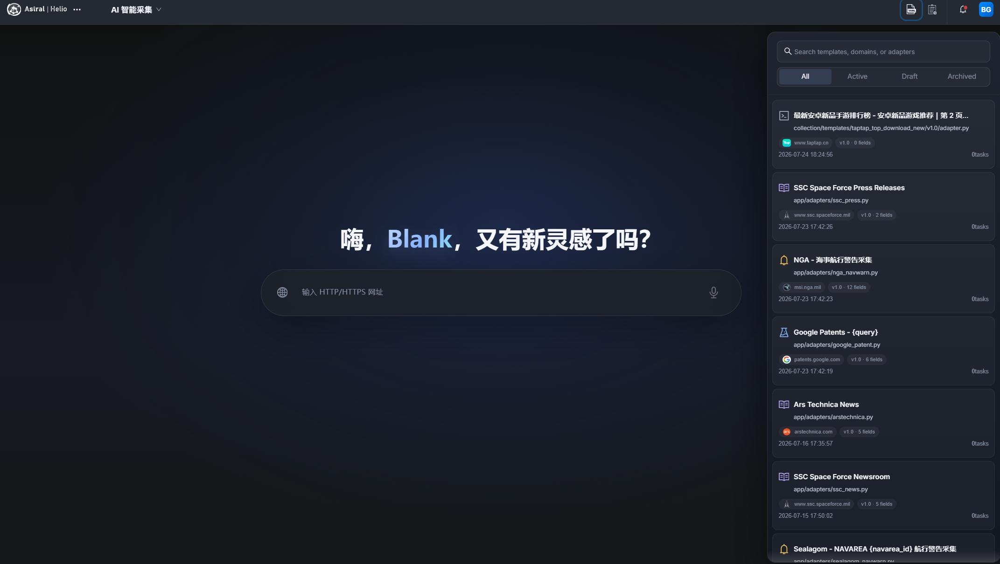 Astral | Helio
AI 智能采集
YAML
BG
嗨，Blank，又有新灵感了吗？
输入 HTTP/HTTPS 网址
Search templates, domains, or adapters
All Active Draft Archived
最新安卓新品手游排行榜 - 安卓新品游戏推荐 | 第 2 页...
collection/templates/taptap_top_download_new/v1.0/adapter.py
Top www.taptap.cn v1.0 · 0 fields
2026-07-24 18:24:56 0tasks
SSC Space Force Press Releases
app/adapters/ssc_press.py
www.ssc.spaceforce.mil v1.0 · 2 fields
2026-07-23 17:42:26 0tasks
NGA - 海事航行警告采集
app/adapters/nga_navwarn.py
msi.nga.mil v1.0 · 12 fields
2026-07-23 17:42:23 0tasks
Google Patents - {query}
app/adapters/google_patent.py
patents.google.com v1.0 · 6 fields
2026-07-23 17:42:19 0tasks
Ars Technica News
app/adapters/arstechnica.py
ars arstechnica.com v1.0 · 5 fields
2026-07-16 17:35:57 0tasks
SSC Space Force Newsroom
app/adapters/ssc_news.py
www.ssc.spaceforce.mil v1.0 · 5 fields
2026-07-15 17:50:02 0tasks
Sealagom - NAVAREA {navarea_id} 航行警告采集
app/adapters/sealagom_navwarn.py